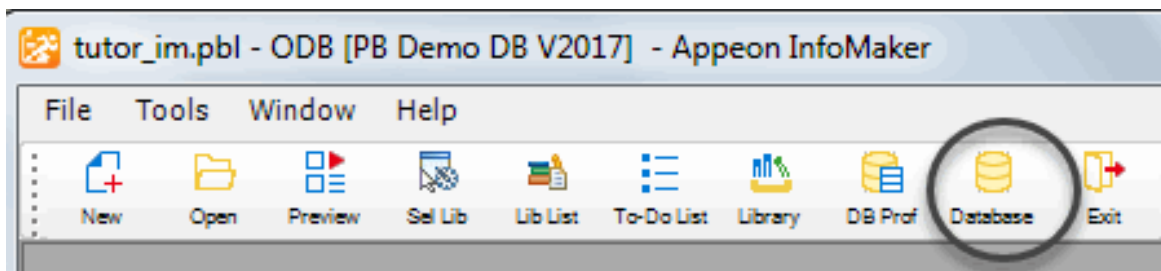 tutor_im.pbl - ODB [PB Demo DB V2017]  - Appeon InfoMaker
File Tools Window Help
New Open Preview Sel Lib Lib List To-Do List Library DB Prof Database Exit